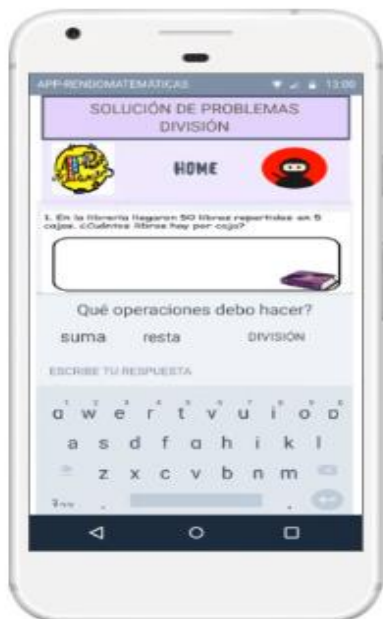 APP-RENDOMATEMÁTICAS 13:00
SOLUCIÓN DE PROBLEMAS
DIVISIÓN
HOME
1. En la librería llegaron 50 libros repartidos en 5
cajas. ¿Cuántos libros hay por caja?
Qué operaciones debo hacer?
suma resta DIVISIÓN
ESCRIBE TU RESPUESTA
q w e r t y u i o p
a s d f g h j k l
z x c v b n m